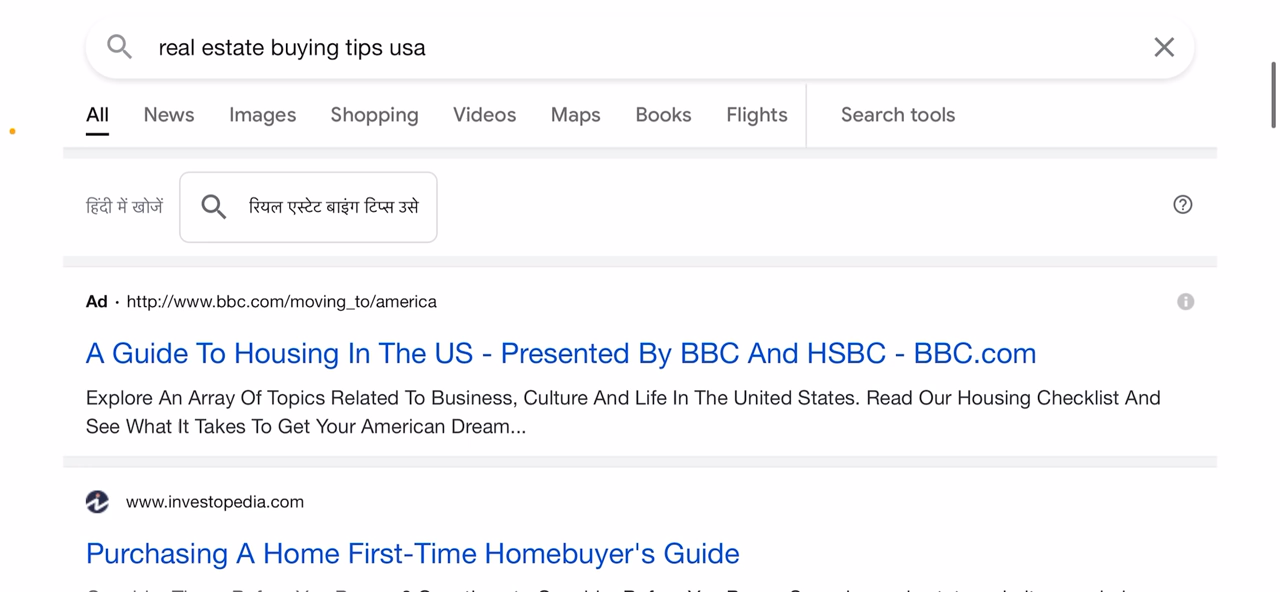 real estate buying tips usa
All News Images Shopping Videos Maps Books Flights Search tools
हिंदी में खोजें रियल एस्टेट बाइंग टिप्स उसे
Ad · http://www.bbc.com/moving_to/america
A Guide To Housing In The US - Presented By BBC And HSBC - BBC.com
Explore An Array Of Topics Related To Business, Culture And Life In The United States. Read Our Housing Checklist And
See What It Takes To Get Your American Dream...
www.investopedia.com
Purchasing A Home First-Time Homebuyer's Guide